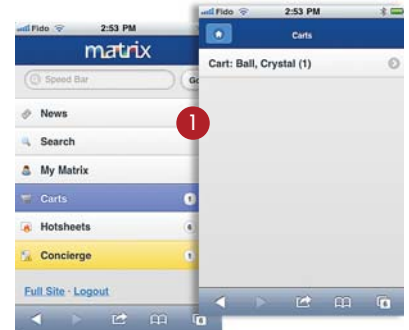 Fido 2:53 PM
matrix
Speed Bar
News
Search
My Matrix
Carts 1
Hotsheets 6
Concierge 1
Full Site · Logout
1
Fido 2:53 PM
Carts
Cart: Ball, Crystal (1)